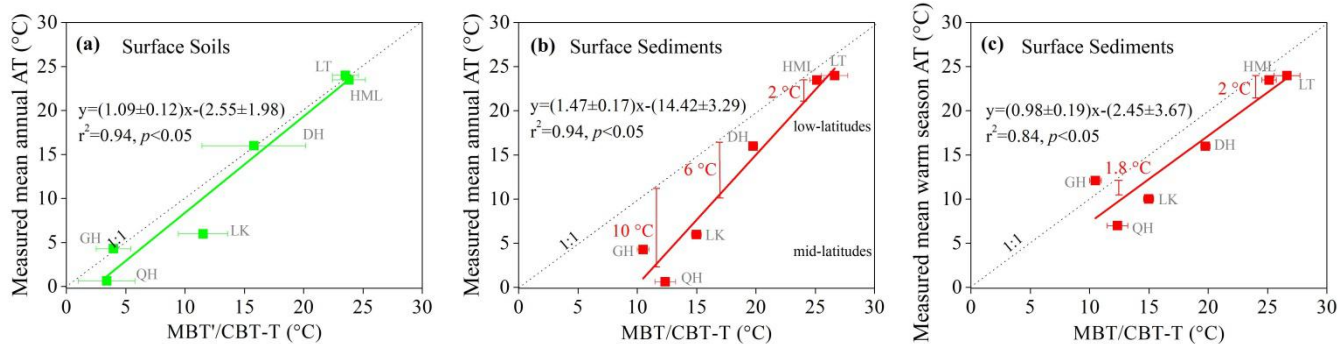 (a) Surface Soils
y=(1.09±0.12)x-(2.55±1.98)
r²=0.94, p<0.05
LT
HML
DH
LK
GH
QH
1:1
Measured mean annual AT (°C)
30
25
20
15
10
5
0
0 5 10 15 20 25 30
MBT'/CBT-T (°C)
(b) Surface Sediments
y=(1.47±0.17)x-(14.42±3.29)
r²=0.94, p<0.05
HML
LT
2 °C
low-latitudes
DH
6 °C
10 °C
LK
GH
QH
mid-latitudes
1:1
Measured mean annual AT (°C)
30
25
20
15
10
5
0
0 5 10 15 20 25 30
MBT/CBT-T (°C)
(c) Surface Sediments
y=(0.98±0.19)x-(2.45±3.67)
r²=0.84, p<0.05
HML
LT
2 °C
DH
1.8 °C
GH
LK
QH
1:1
Measured mean warm season AT (°C)
30
25
20
15
10
5
0
0 5 10 15 20 25 30
MBT/CBT-T (°C)